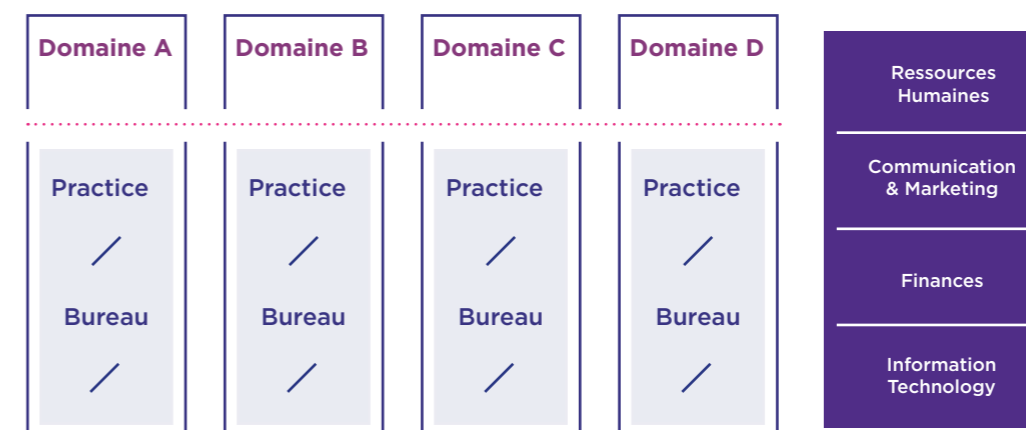 Domaine A
Domaine B
Domaine C
Domaine D
Practice
Practice
Practice
Practice
/
/
/
/
Bureau
Bureau
Bureau
Bureau
/
/
/
/
Ressources
Humaines
Communication
& Marketing
Finances
Information
Technology